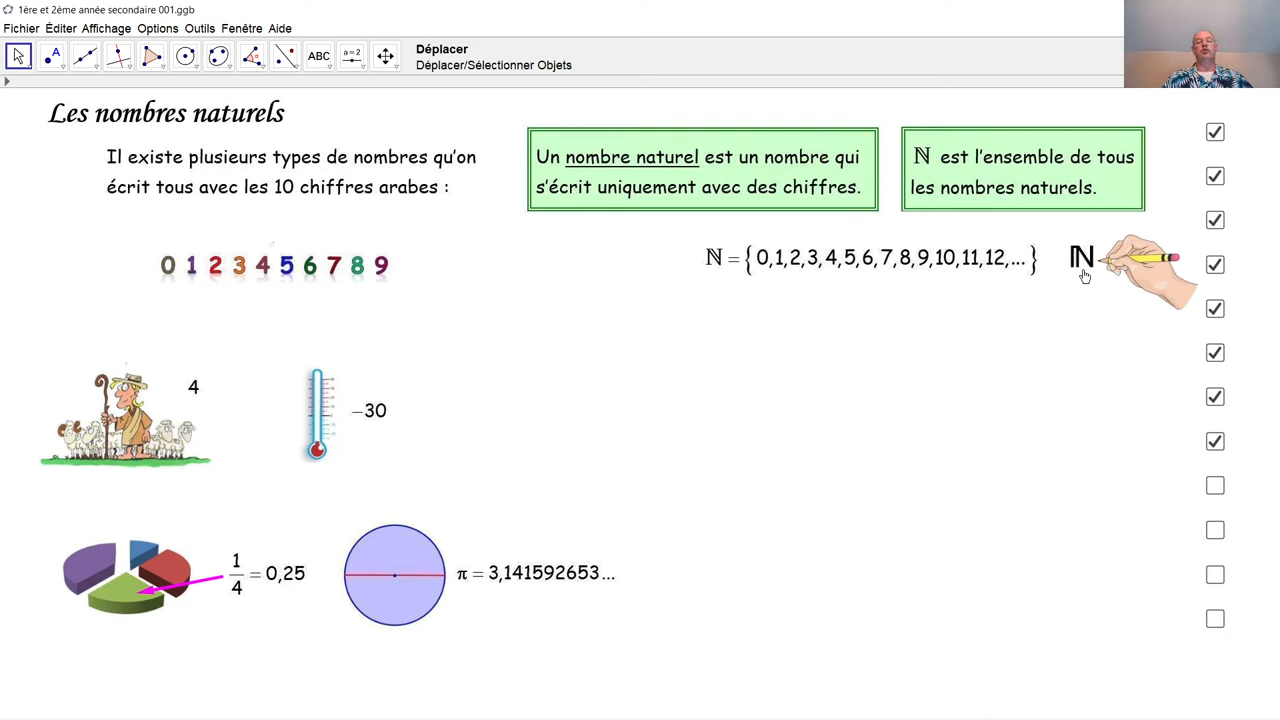 1ère et 2ème année secondaire 001.ggb
Fichier Éditer Affichage Options Outils Fenêtre Aide
A
ABC
a=2
Déplacer
Déplacer/Sélectionner Objets
Les nombres naturels
Il existe plusieurs types de nombres qu'on
écrit tous avec les 10 chiffres arabes :
Un nombre naturel est un nombre qui
s'écrit uniquement avec des chiffres.
ℕ est l'ensemble de tous
les nombres naturels.
0 1 2 3 4 5 6 7 8 9
ℕ = {0,1,2,3,4,5,6,7,8,9,10,11,12,...}
ℕ
4
−30
1/4 = 0,25
π = 3,141592653...